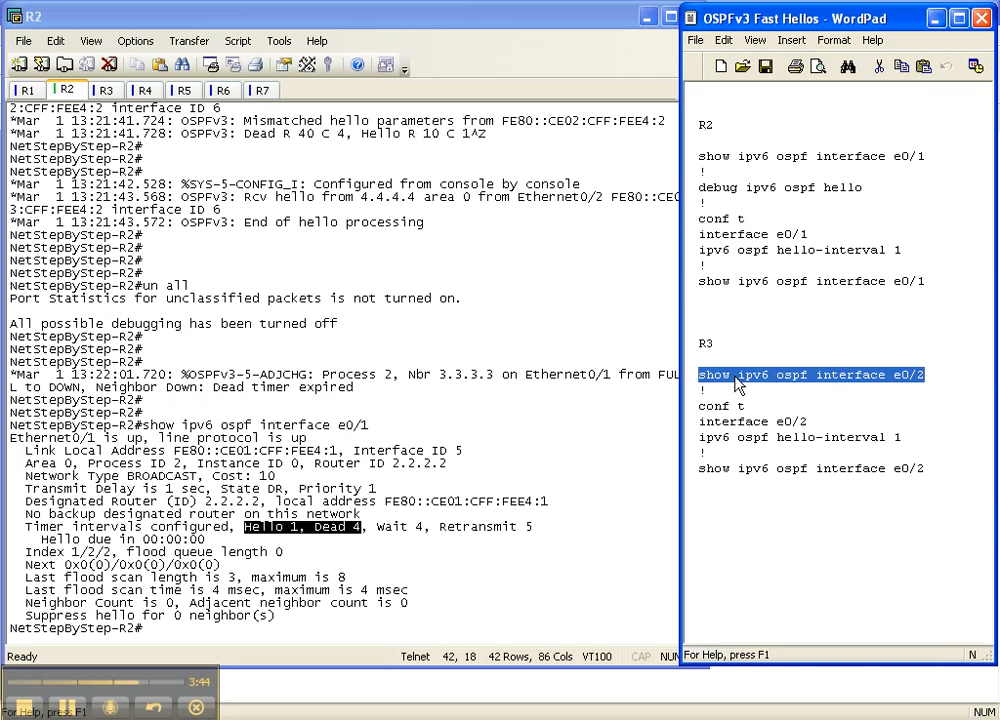 R2
File Edit View Options Transfer Script Tools Help
R1 R2 R3 R4 R5 R6 R7
2:CFF:FEE4:2 interface ID 6
*Mar  1 13:21:41.724: OSPFv3: Mismatched hello parameters from FE80::CE02:CFF:FEE4:2
*Mar  1 13:21:41.728: OSPFv3: Dead R 40 C 4, Hello R 10 C 1^Z
NetStepByStep-R2#
NetStepByStep-R2#
NetStepByStep-R2#
*Mar  1 13:21:42.528: %SYS-5-CONFIG_I: Configured from console by console
*Mar  1 13:21:43.568: OSPFv3: Rcv hello from 4.4.4.4 area 0 from Ethernet0/2 FE80::CE0
3:CFF:FEE4:2 interface ID 6
*Mar  1 13:21:43.572: OSPFv3: End of hello processing
NetStepByStep-R2#
NetStepByStep-R2#
NetStepByStep-R2#
NetStepByStep-R2#
NetStepByStep-R2#un all
Port Statistics for unclassified packets is not turned on.
All possible debugging has been turned off
NetStepByStep-R2#
NetStepByStep-R2#
NetStepByStep-R2#
*Mar  1 13:22:01.720: %OSPFv3-5-ADJCHG: Process 2, Nbr 3.3.3.3 on Ethernet0/1 from FUL
L to DOWN, Neighbor Down: Dead timer expired
NetStepByStep-R2#
NetStepByStep-R2#
NetStepByStep-R2#show ipv6 ospf interface e0/1
Ethernet0/1 is up, line protocol is up
Link Local Address FE80::CE01:CFF:FEE4:1, Interface ID 5
Area 0, Process ID 2, Instance ID 0, Router ID 2.2.2.2
Network Type BROADCAST, Cost: 10
Transmit Delay is 1 sec, State DR, Priority 1
Designated Router (ID) 2.2.2.2, local address FE80::CE01:CFF:FEE4:1
No backup designated router on this network
Timer intervals configured, Hello 1, Dead 4, Wait 4, Retransmit 5
Hello due in 00:00:00
Index 1/2/2, flood queue length 0
Next 0x0(0)/0x0(0)/0x0(0)
Last flood scan length is 3, maximum is 8
Last flood scan time is 4 msec, maximum is 4 msec
Neighbor Count is 0, Adjacent neighbor count is 0
Suppress hello for 0 neighbor(s)
NetStepByStep-R2#
Ready Telnet 42, 18 42 Rows, 86 Cols VT100 CAP NUM
3:44
For Help, press F1 NUM
OSPFv3 Fast Hellos - WordPad
File Edit View Insert Format Help
R2
show ipv6 ospf interface e0/1
!
debug ipv6 ospf hello
!
conf t
interface e0/1
ipv6 ospf hello-interval 1
!
show ipv6 ospf interface e0/1
R3
show ipv6 ospf interface e0/2
!
conf t
interface e0/2
ipv6 ospf hello-interval 1
!
show ipv6 ospf interface e0/2
For Help, press F1 N